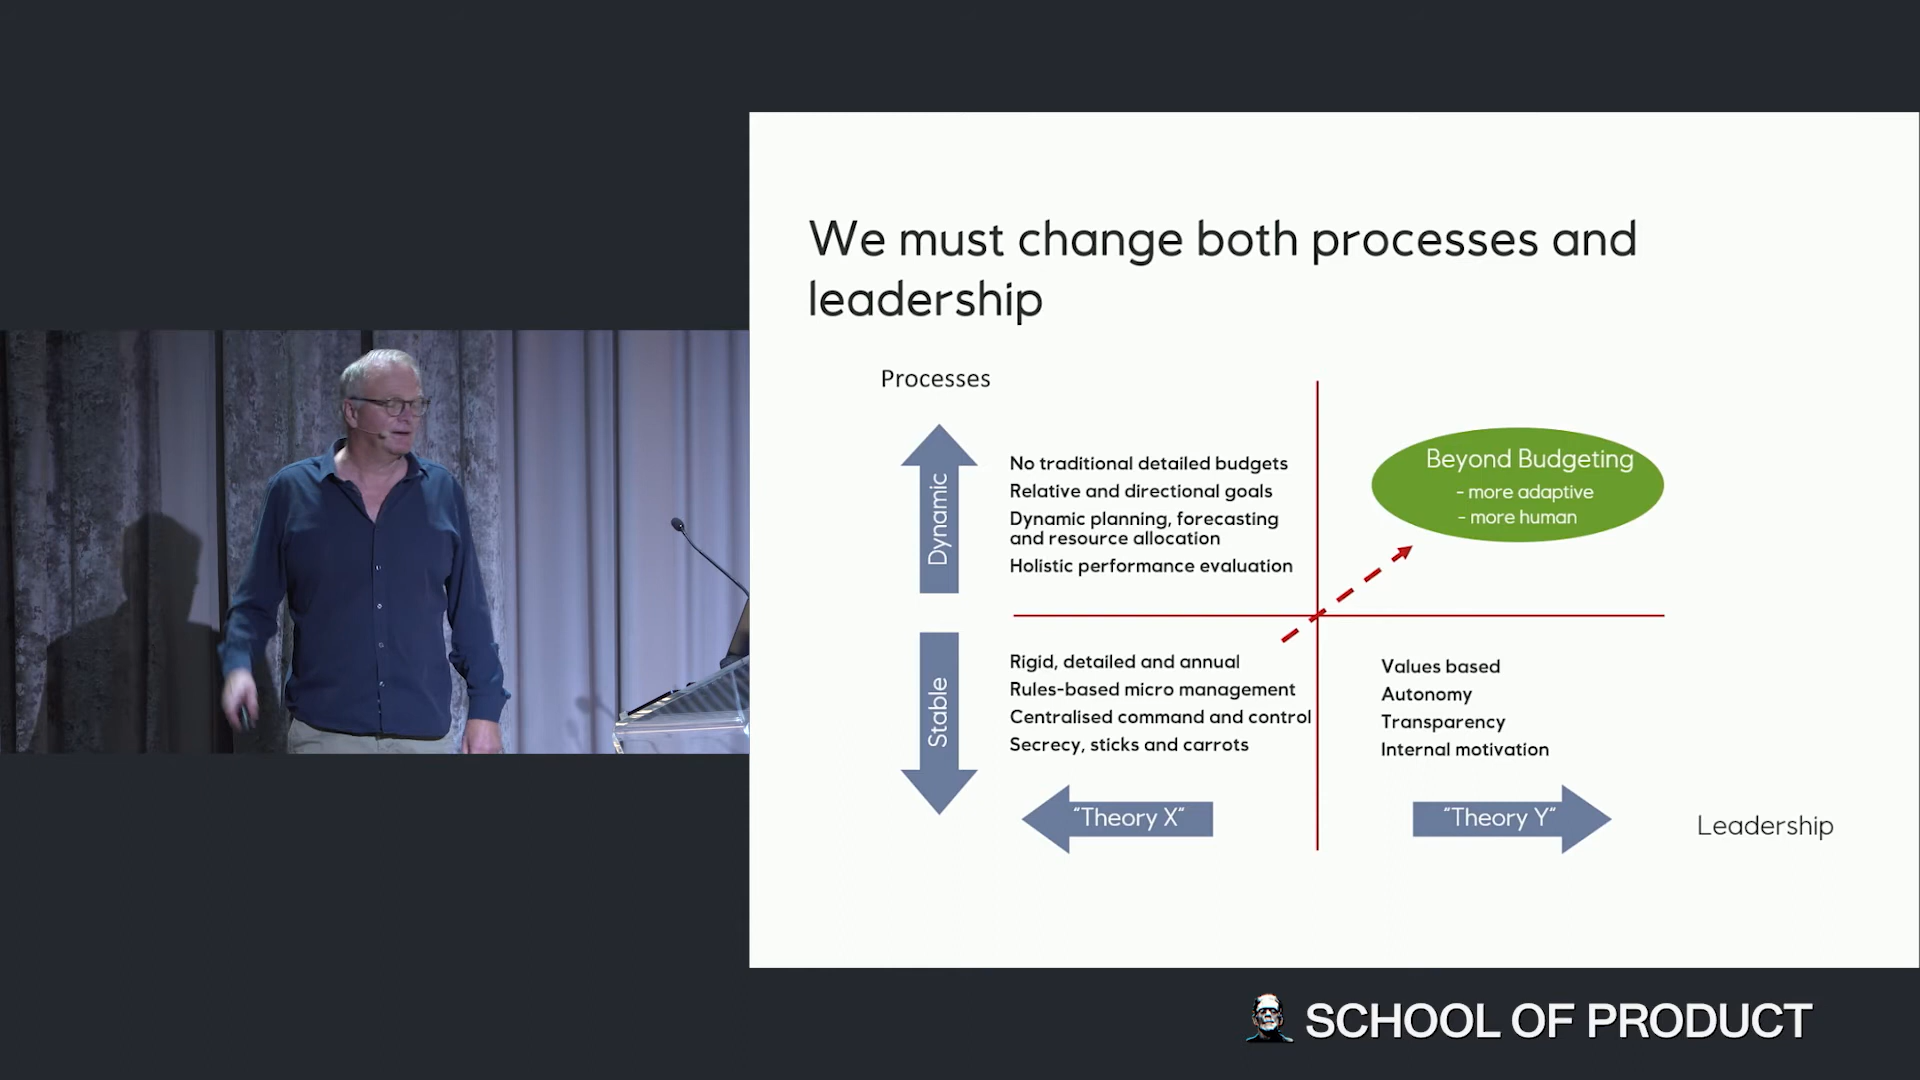 We must change both processes and
leadership
Processes
Dynamic
No traditional detailed budgets
Relative and directional goals
Dynamic planning, forecasting
and resource allocation
Holistic performance evaluation
Beyond Budgeting
- more adaptive
- more human
Stable
Rigid, detailed and annual
Rules-based micro management
Centralised command and control
Secrecy, sticks and carrots
Values based
Autonomy
Transparency
Internal motivation
“Theory X”
“Theory Y”
Leadership
SCHOOL OF PRODUCT